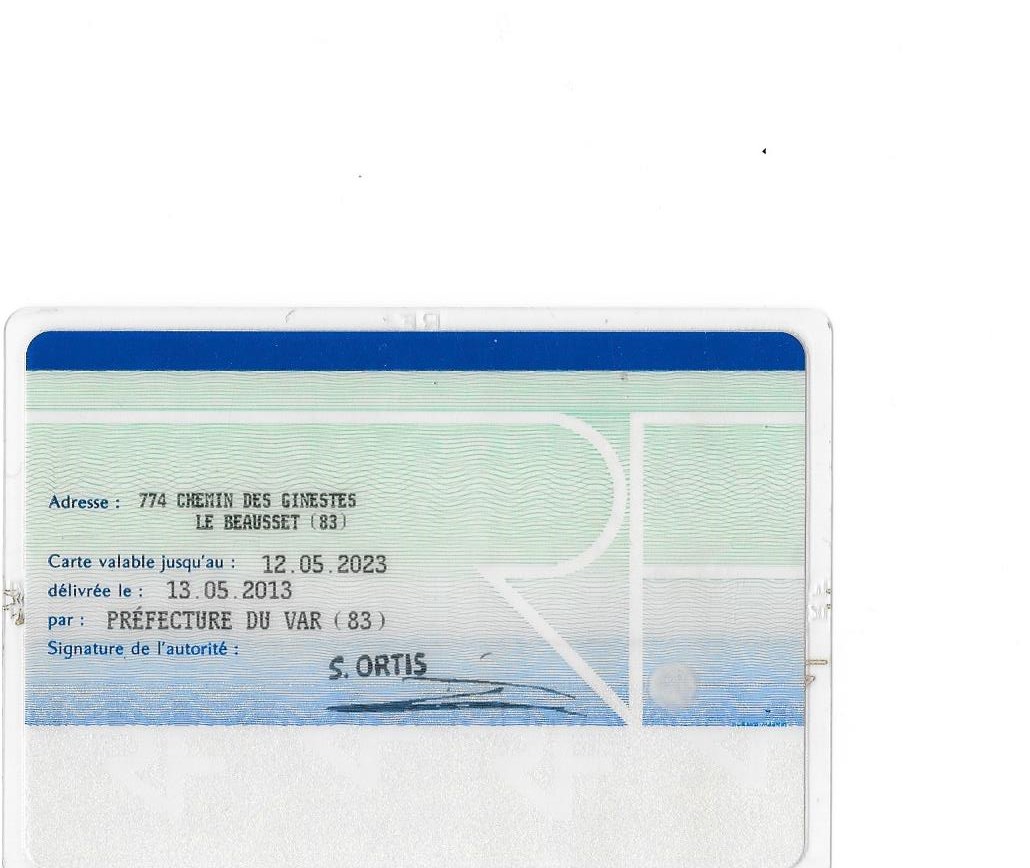 Adresse : 774 CHEMIN DES GINESTES
LE BEAUSSET (83)
Carte valable jusqu'au : 12.05.2023
délivrée le : 13.05.2013
par : PRÉFECTURE DU VAR (83)
Signature de l'autorité :
S. ORTIS